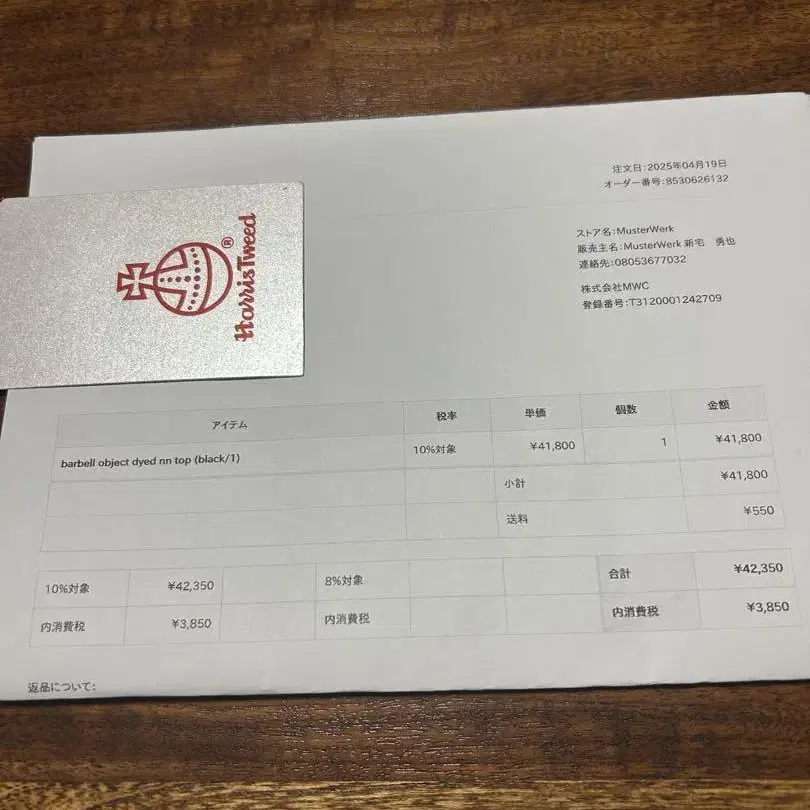 注文日:2025年04月19日
オーダー番号:8530626132
ストア名:MusterWerk
販売主名:MusterWerk 新宅　勇也
連絡先:08053677032
株式会社MWC
登録番号:T3120001242709
Harris Tweed®
アイテム 税率 単価 個数 金額
barbell object dyed nn top (black/1) 10%対象 ¥41,800 1 ¥41,800
小計 ¥41,800
送料 ¥550
10%対象 ¥42,350 8%対象 合計 ¥42,350
内消費税 ¥3,850 内消費税 内消費税 ¥3,850
返品について: